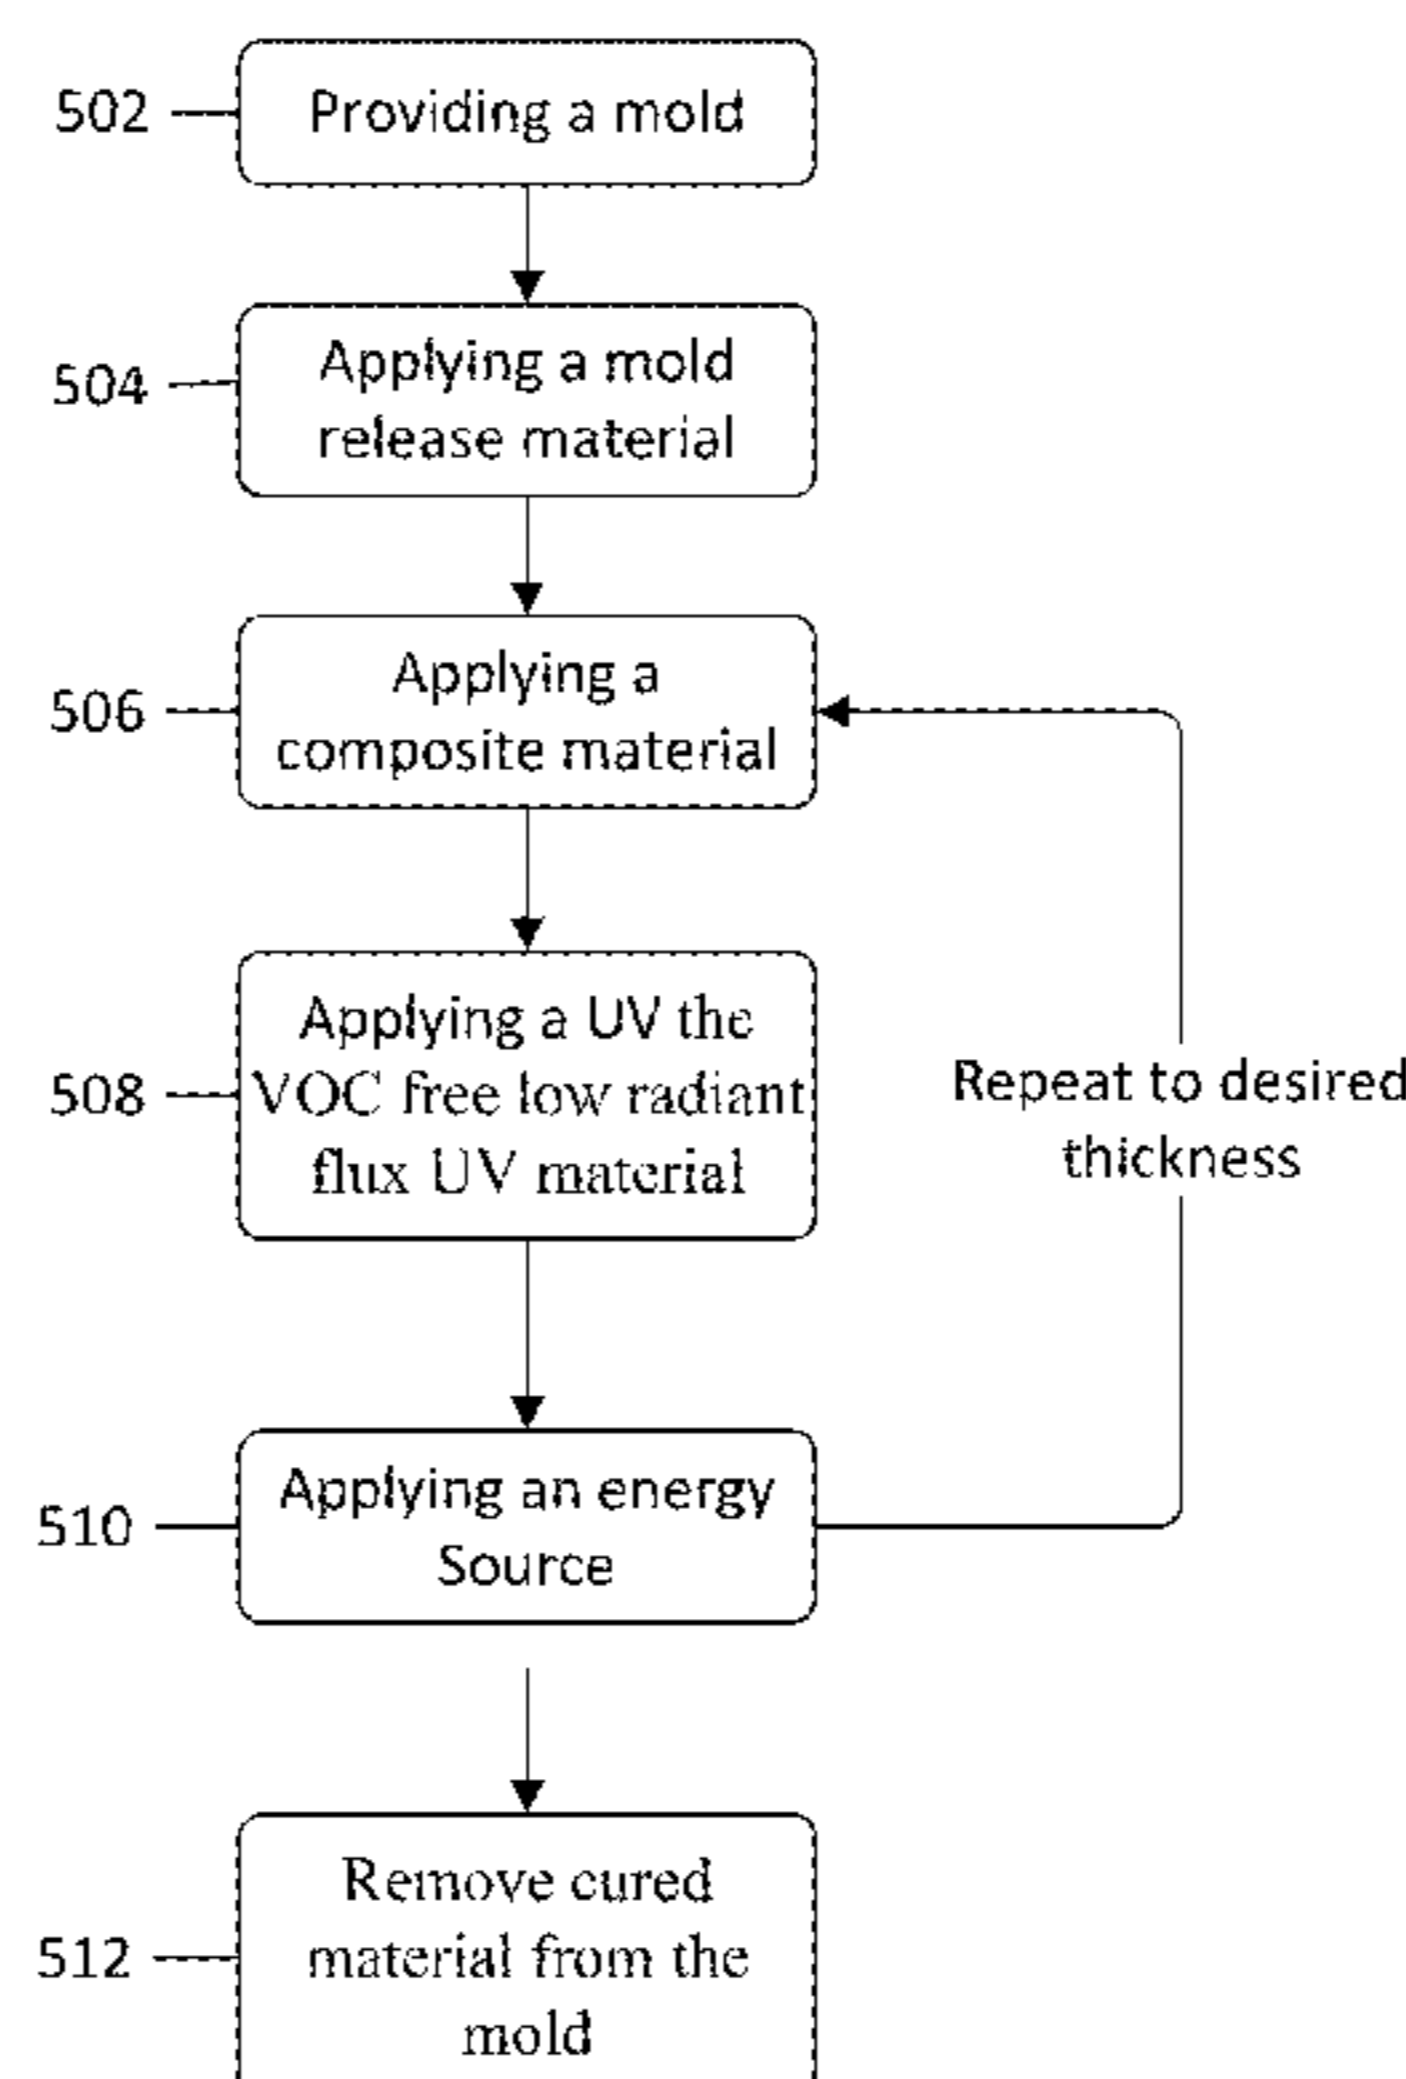 502
Providing a mold
504
Applying a mold
release material
506
Applying a
composite material
508
Applying a UV the
VOC free low radiant
flux UV material
Repeat to desired
thickness
510
Applying an energy
Source
512
Remove cured
material from the
mold